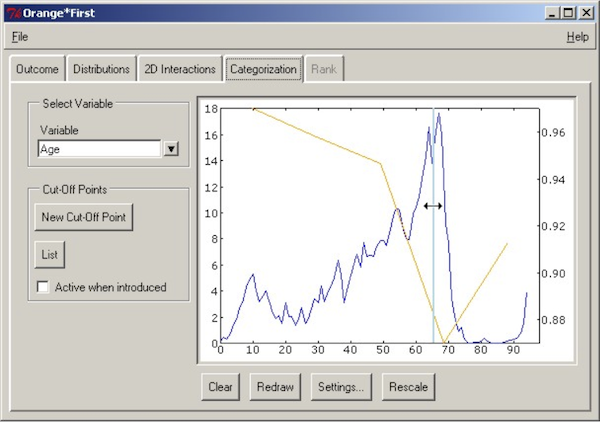 Orange*First
File Help
Outcome Distributions 2D Interactions Categorization Rank
Select Variable
Variable
Age
Cut-Off Points
New Cut-Off Point
List
Active when introduced
18
16
14
12
10
8
6
4
2
0
0.96
0.94
0.92
0.90
0.88
0 10 20 30 40 50 60 70 80 90
Clear Redraw Settings... Rescale